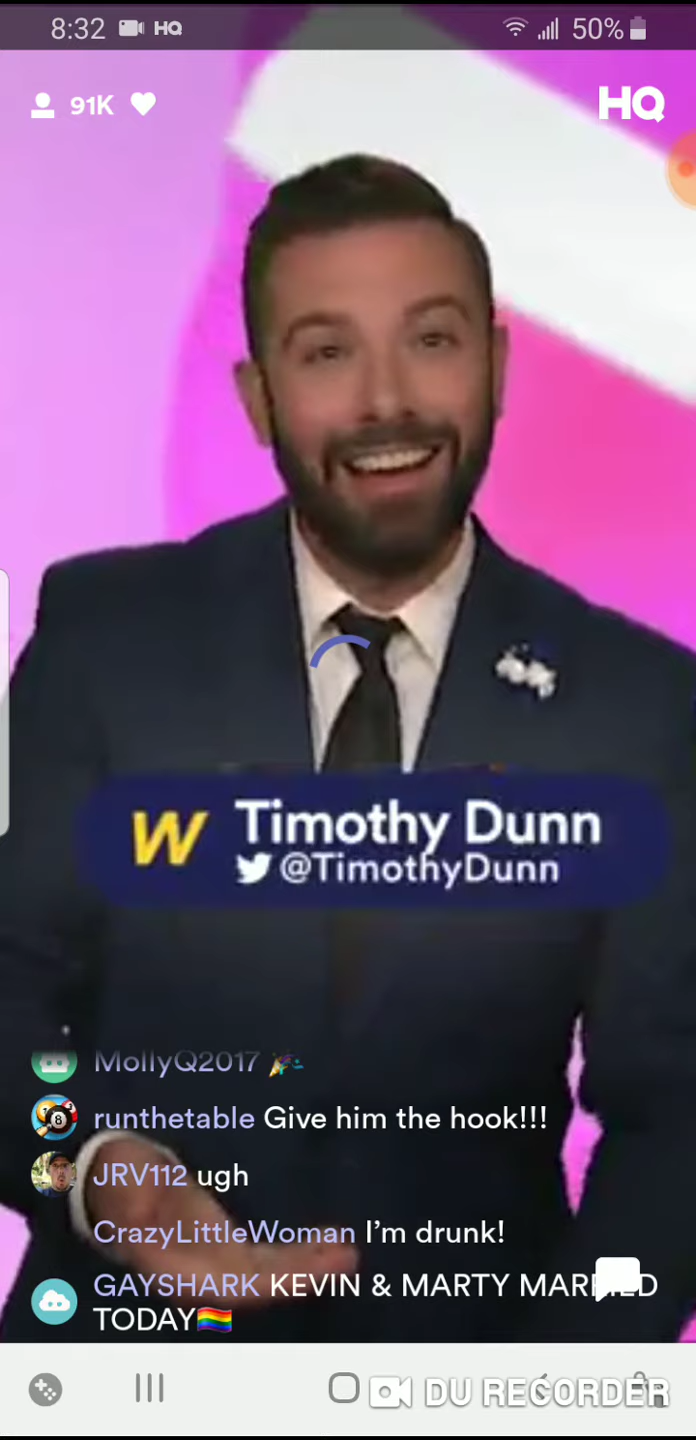 8:32 HQ 50%
91K HQ
W Timothy Dunn
@TimothyDunn
MollyQ2017 🎉
runthetable Give him the hook!!!
JRV112 ugh
CrazyLittleWoman I'm drunk!
GAYSHARK KEVIN & MARTY MARRIED
TODAY🏳️‍🌈
DU RECORDER